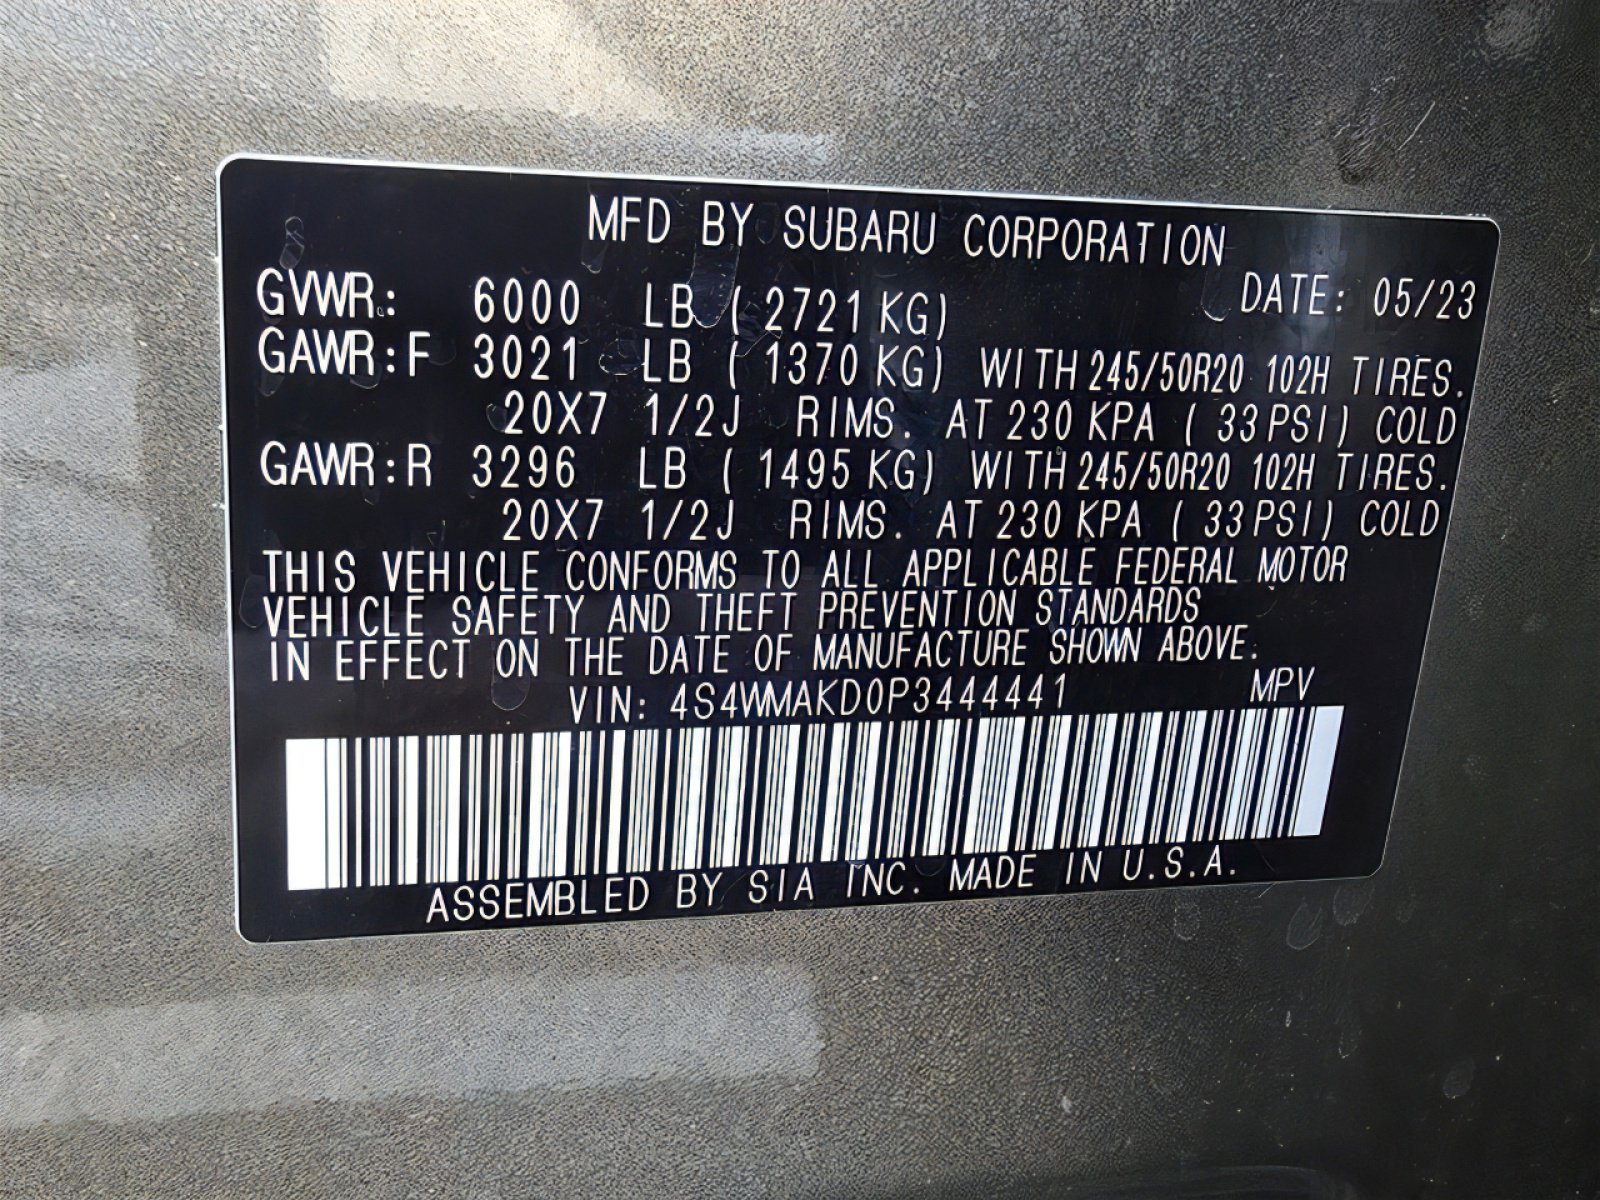 MFD BY SUBARU CORPORATION
DATE: 05/23
GVWR: 6000 LB ( 2721 KG)
GAWR:F 3021 LB ( 1370 KG) WITH 245/50R20 102H TIRES.
20X7 1/2J RIMS. AT 230 KPA ( 33 PSI) COLD
GAWR:R 3296 LB ( 1495 KG) WITH 245/50R20 102H TIRES.
20X7 1/2J RIMS. AT 230 KPA ( 33 PSI) COLD
THIS VEHICLE CONFORMS TO ALL APPLICABLE FEDERAL MOTOR
VEHICLE SAFETY AND THEFT PREVENTION STANDARDS
IN EFFECT ON THE DATE OF MANUFACTURE SHOWN ABOVE.
VIN: 4S4WMAKD0P3444441 MPV
ASSEMBLED BY SIA INC. MADE IN U.S.A.